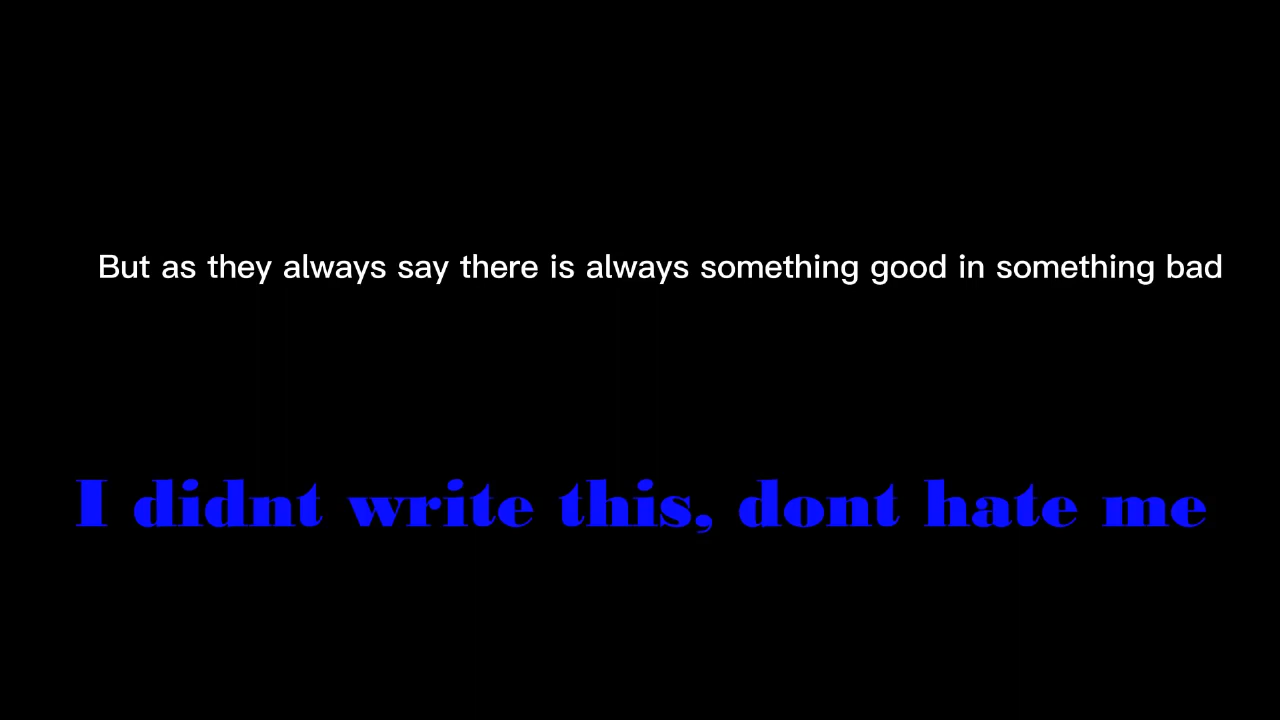 But as they always say there is always something good in something bad
I didnt write this, dont hate me